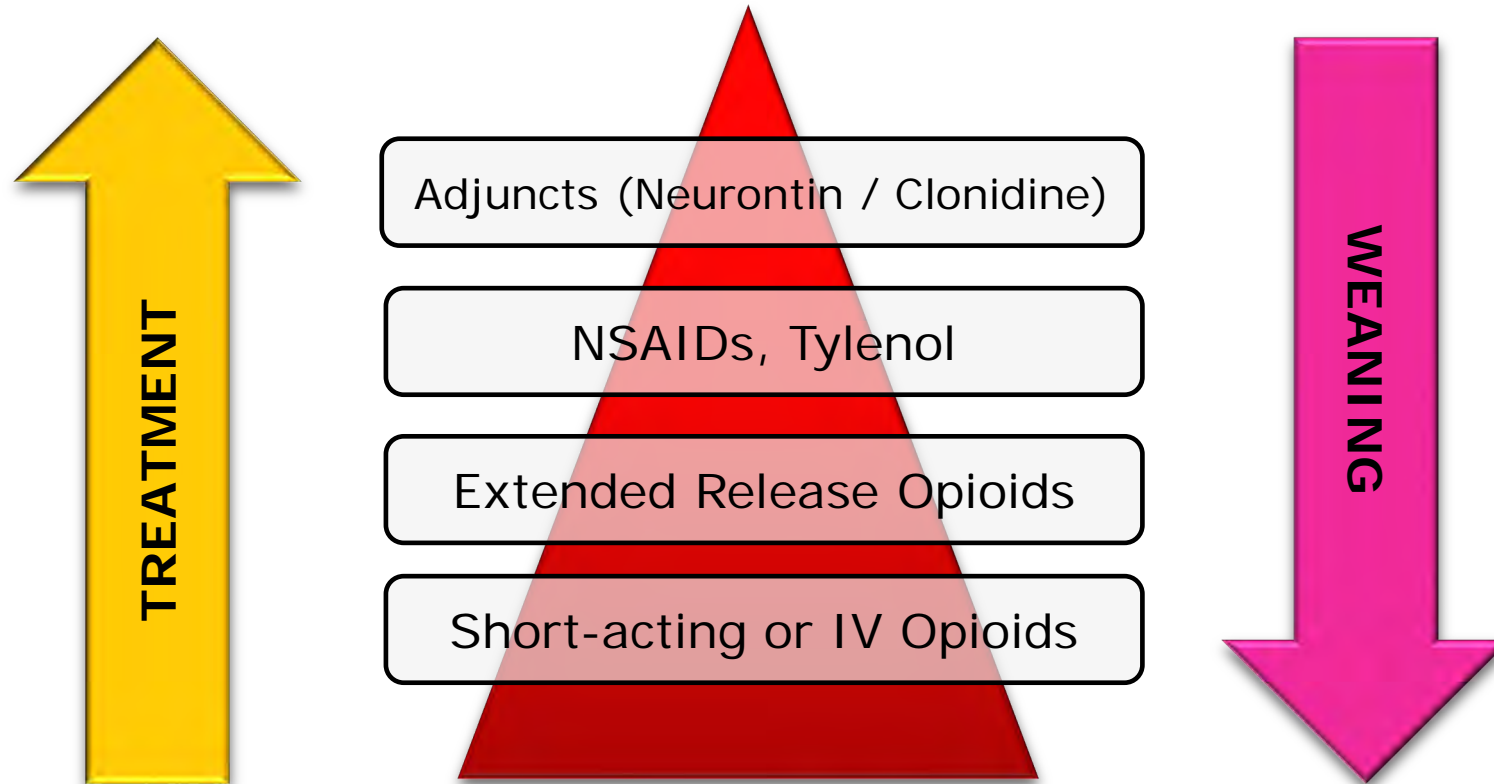 TREATMENT
Adjuncts (Neurontin / Clonidine)
NSAIDs, Tylenol
Extended Release Opioids
Short-acting or IV Opioids
WEANING